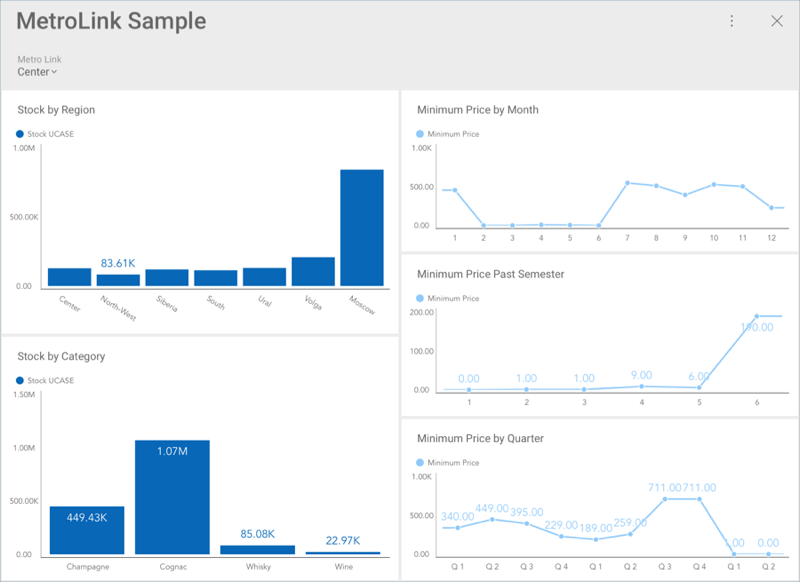 MetroLink Sample
Metro Link
Center
Stock by Region
Stock UCASE
1.00M
500.00K
0.00
83.61K
Center North-West Siberia South Ural Volga Moscow
Stock by Category
Stock UCASE
1.50M
1.00M
500.00K
0.00
449.43K 1.07M 85.08K 22.97K
Champagne Cognac Whisky Wine
Minimum Price by Month
Minimum Price
1.00K
500.00
0.00
1 2 3 4 5 6 7 8 9 10 11 12
Minimum Price Past Semester
Minimum Price
200.00
100.00
0.00
0.00 1.00 1.00 9.00 6.00 190.00
1 2 3 4 5 6
Minimum Price by Quarter
Minimum Price
1.00K
500.00
0.00
340.00 449.00 395.00 229.00 189.00 259.00 711.00 711.00 1.00 0.00
Q 1 Q 2 Q 3 Q 4 Q 1 Q 2 Q 3 Q 4 Q 1 Q 2